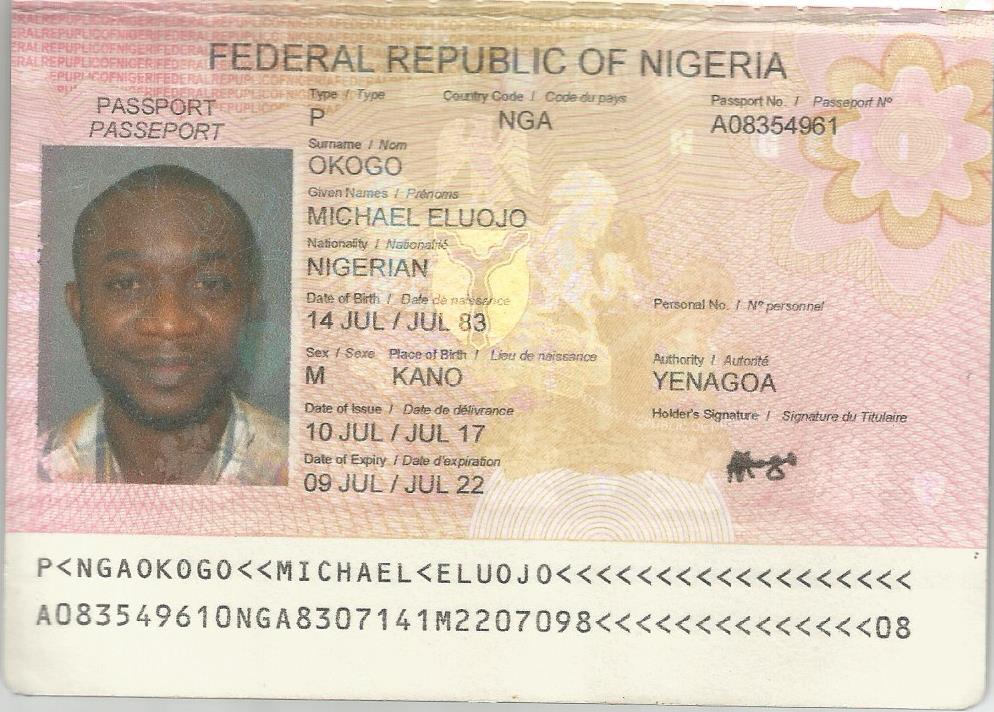 FEDERAL REPUBLIC OF NIGERIA
PASSPORT
PASSEPORT
Type / Type Country Code / Code du pays Passport No. / Passeport Nº
P NGA A08354961
Surname / Nom
OKOGO
Given Names / Prénoms
MICHAEL ELUOJO
Nationality / Nationalité
NIGERIAN
Date of Birth / Date de naissance Personal No. / Nº personnel
14 JUL / JUL 83
Sex / Sexe Place of Birth / Lieu de naissance Authority / Autorité
M KANO YENAGOA
Date of Issue / Date de délivrance Holder's Signature / Signature du Titulaire
10 JUL / JUL 17
Date of Expiry / Date d'expiration
09 JUL / JUL 22
P<NGAOKOGO<<MICHAEL<ELUOJO<<<<<<<<<<<<<<<<<<
A083549610NGA8307141M2207098<<<<<<<<<<<<<<08